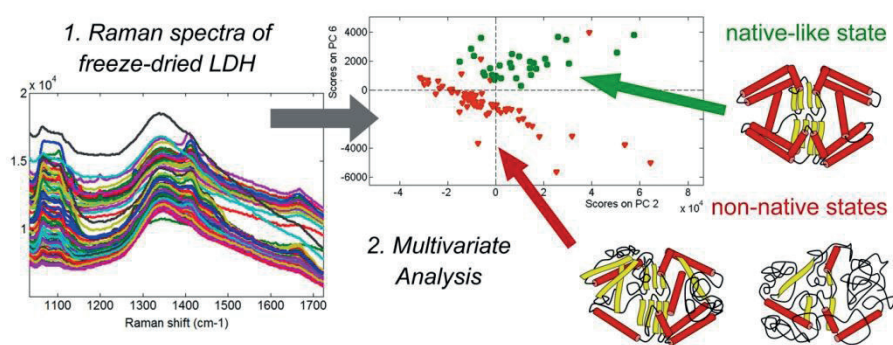 1. Raman spectra of
freeze-dried LDH
2 x 10⁴
1.5
1
1100 1200 1300 1400 1500 1600 1700
Raman shift (cm-1)
Scores on PC 6
4000
2000
0
-2000
-4000
-6000
-4 -2 0 2 4 6 8
Scores on PC 2
x 10⁴
2. Multivariate
Analysis
native-like state
non-native states